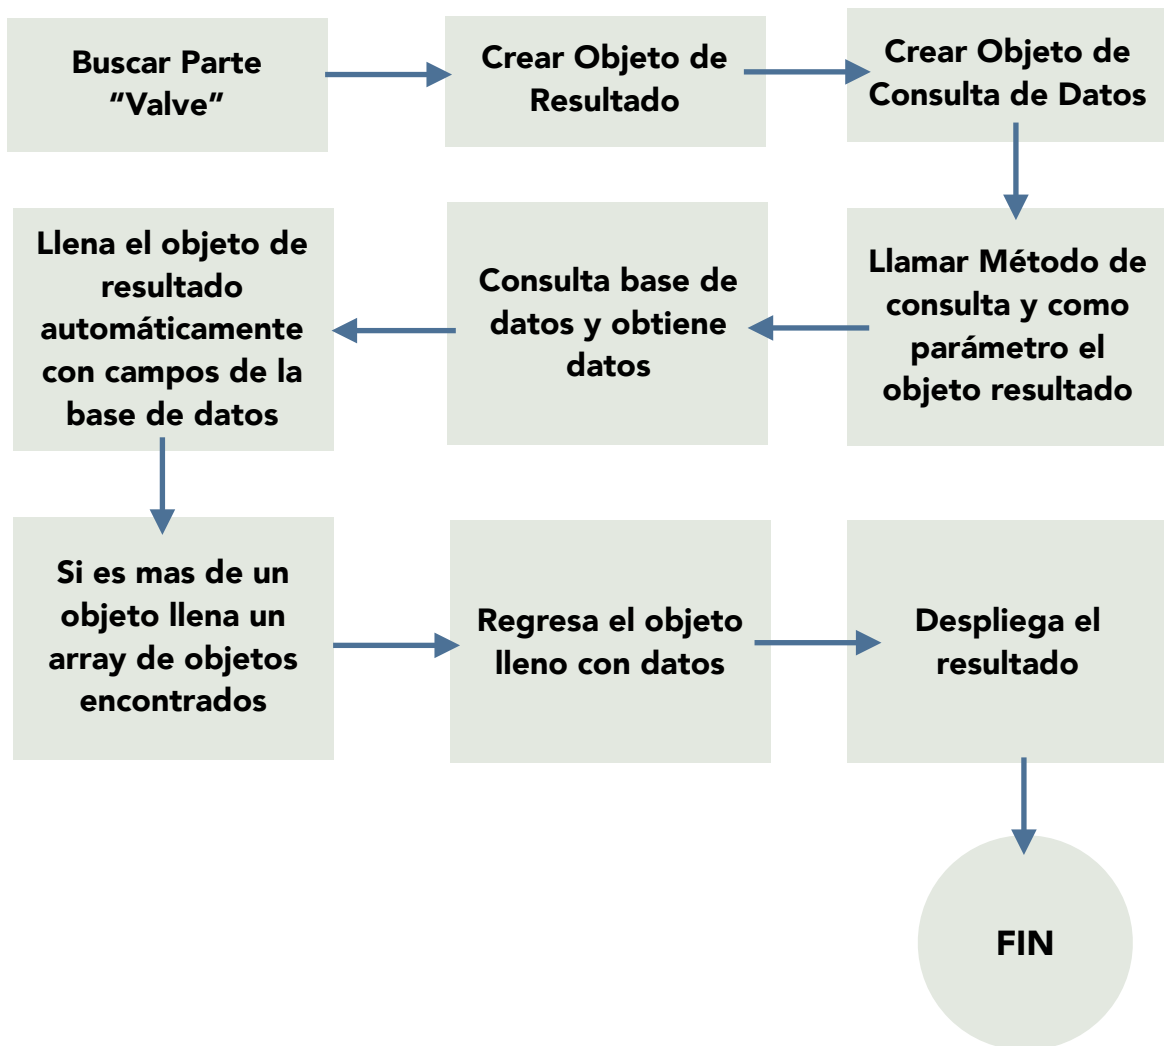 Buscar Parte
"Valve"
Crear Objeto de
Resultado
Crear Objeto de
Consulta de Datos
Llamar Método de
consulta y como
parámetro el
objeto resultado
Consulta base de
datos y obtiene
datos
Llena el objeto de
resultado
automáticamente
con campos de la
base de datos
Si es mas de un
objeto llena un
array de objetos
encontrados
Regresa el objeto
lleno con datos
Despliega el
resultado
FIN